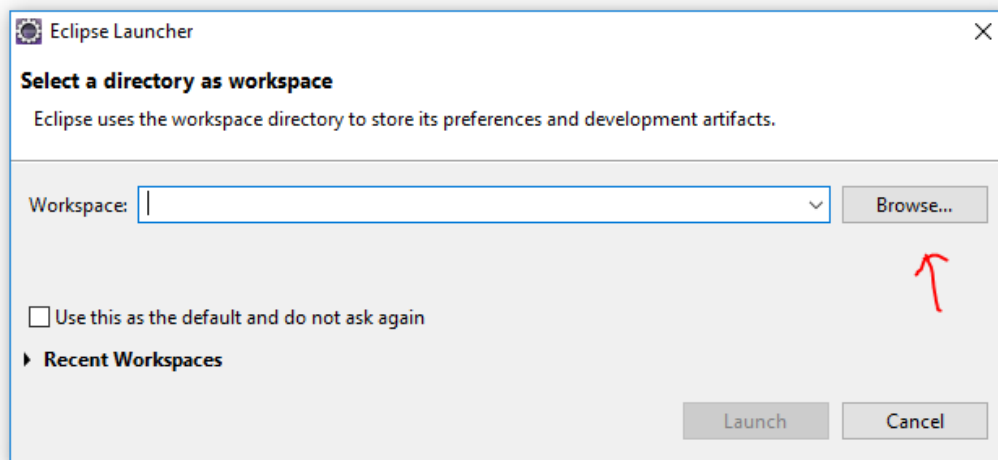 Eclipse Launcher
Select a directory as workspace
Eclipse uses the workspace directory to store its preferences and development artifacts.
Workspace:
Browse...
Use this as the default and do not ask again
Recent Workspaces
Launch
Cancel